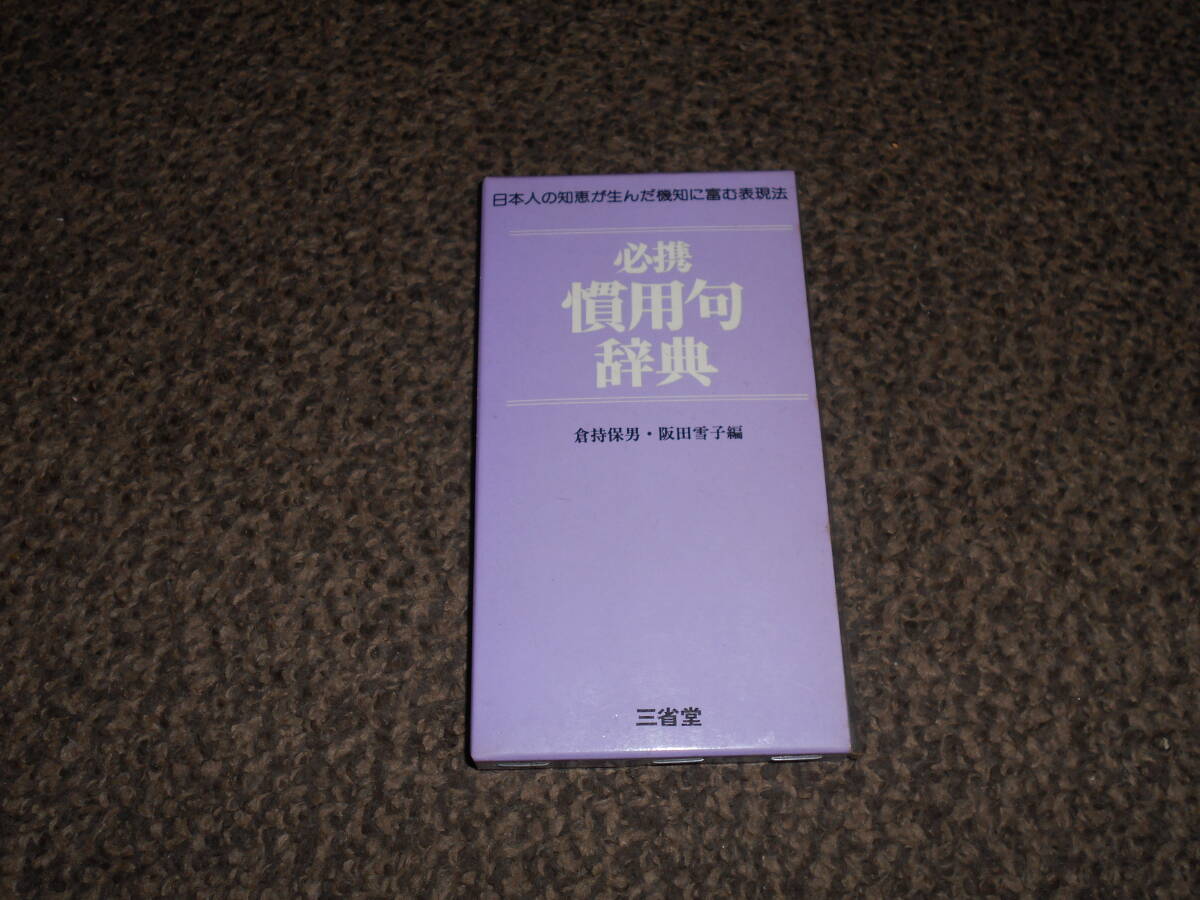 日本人の知恵が生んだ機知に富む表現法
必携
慣用句
辞典
倉持保男・阪田雪子編
三省堂